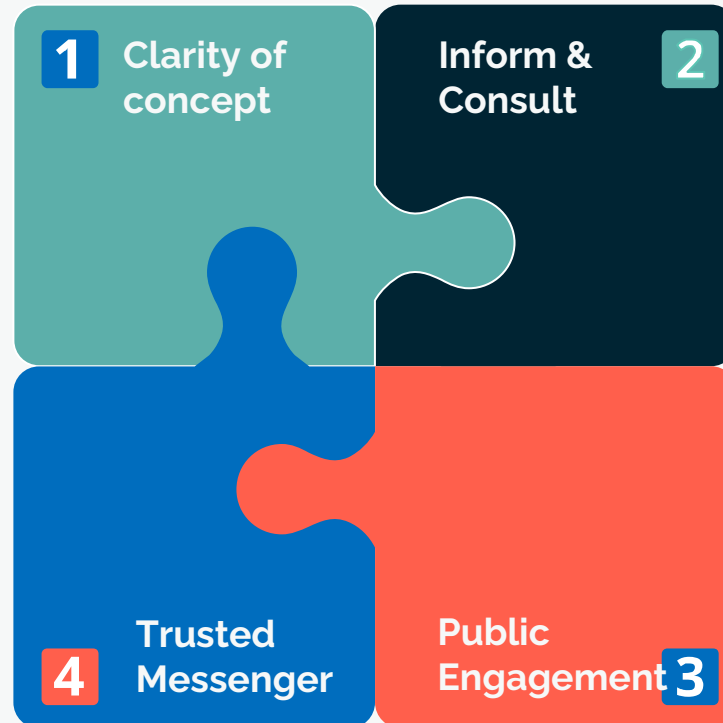 1
Clarity of
concept
Inform &
Consult
2
Trusted
Messenger
4
Public
Engagement
3